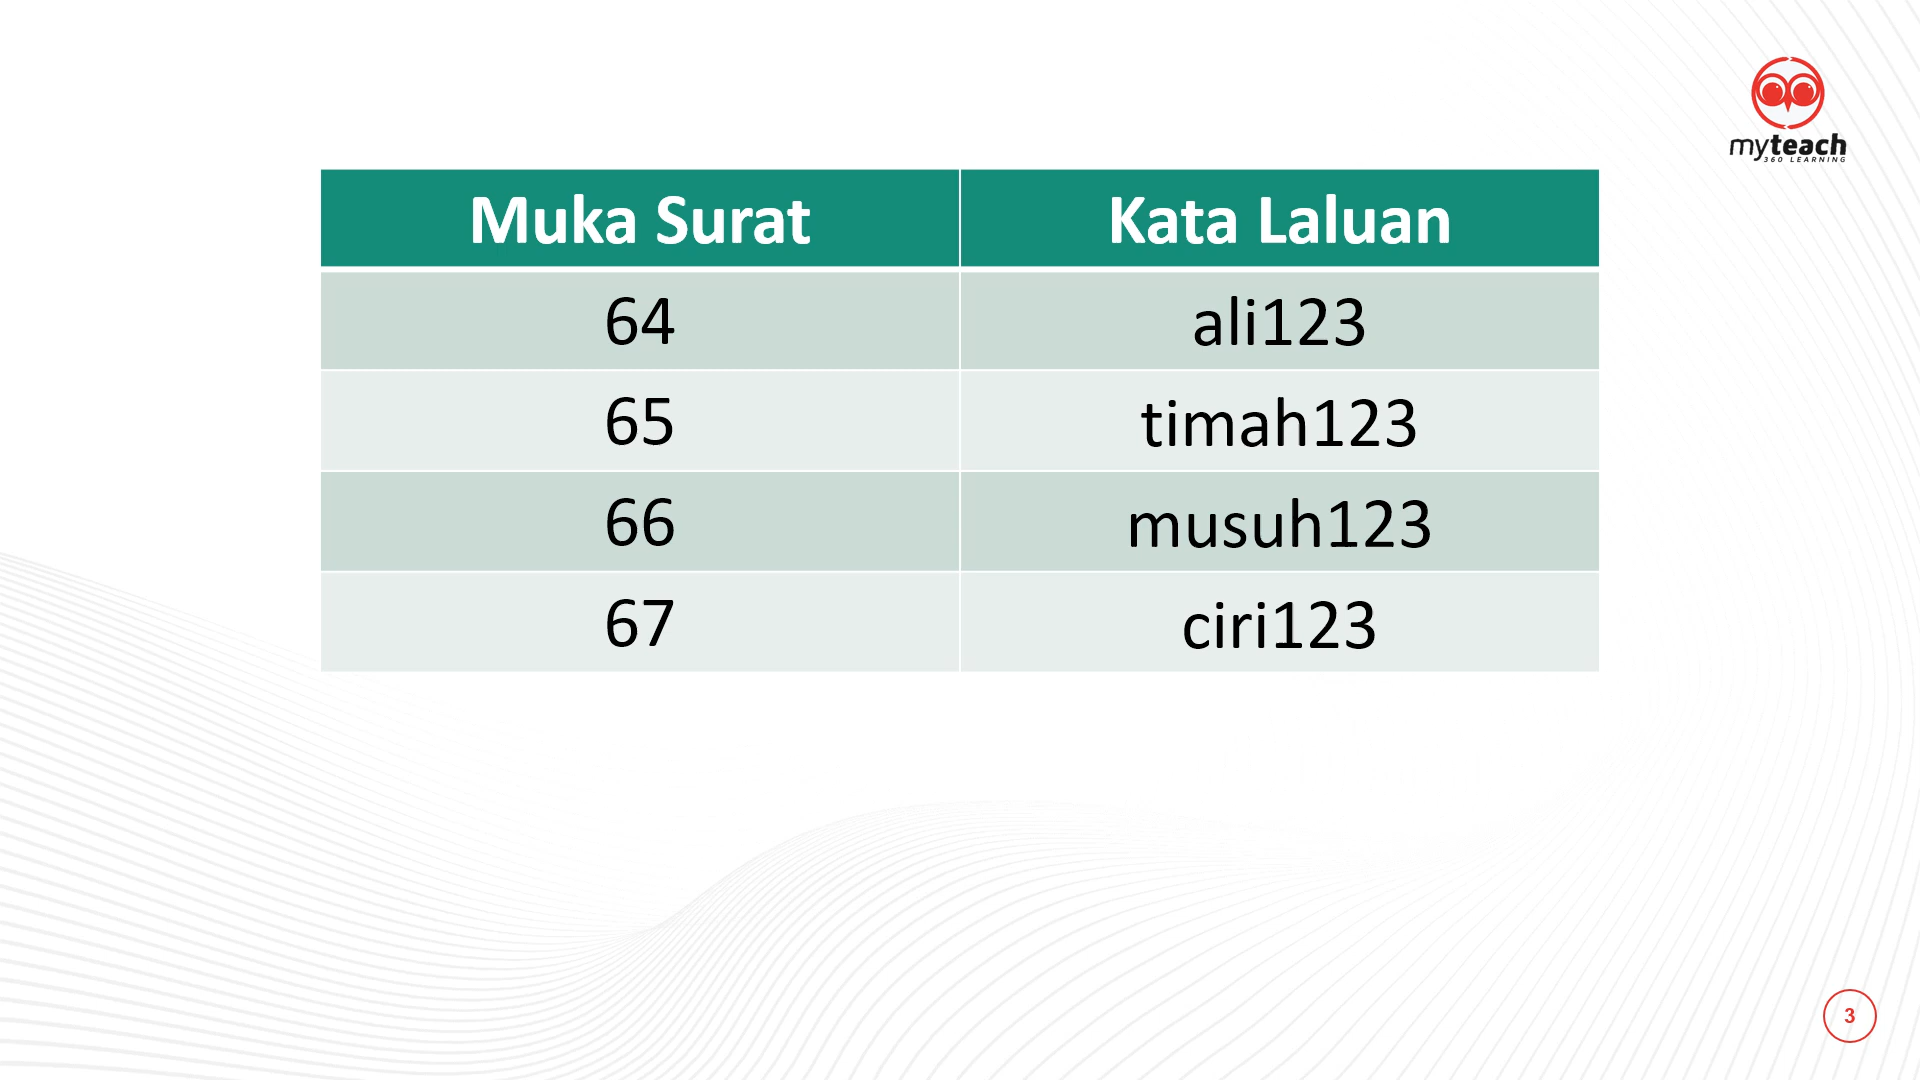 myteach
360 LEARNING
Muka Surat Kata Laluan
64 ali123
65 timah123
66 musuh123
67 ciri123
3